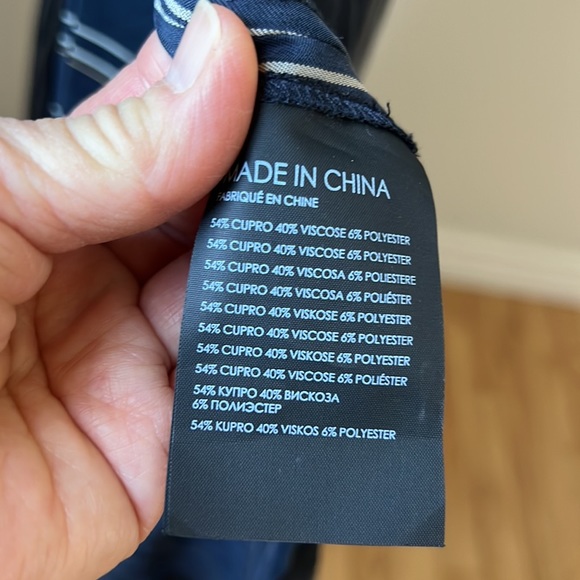 MADE IN CHINA
FABRIQUÉ EN CHINE
54% CUPRO 40% VISCOSE 6% POLYESTER
54% CUPRO 40% VISCOSE 6% POLYESTER
54% CUPRO 40% VISCOSA 6% POLIESTERE
54% CUPRO 40% VISCOSA 6% POLIÉSTER
54% CUPRO 40% VISKOSE 6% POLYESTER
54% CUPRO 40% VISCOSE 6% POLYESTER
54% CUPRO 40% VISKOSE 6% POLYESTER
54% CUPRO 40% VISCOSE 6% POLIÉSTER
54% КУПРО 40% ВИСКОЗА
6% ПОЛИЭСТЕР
54% KUPRO 40% VISKOS 6% POLYESTER